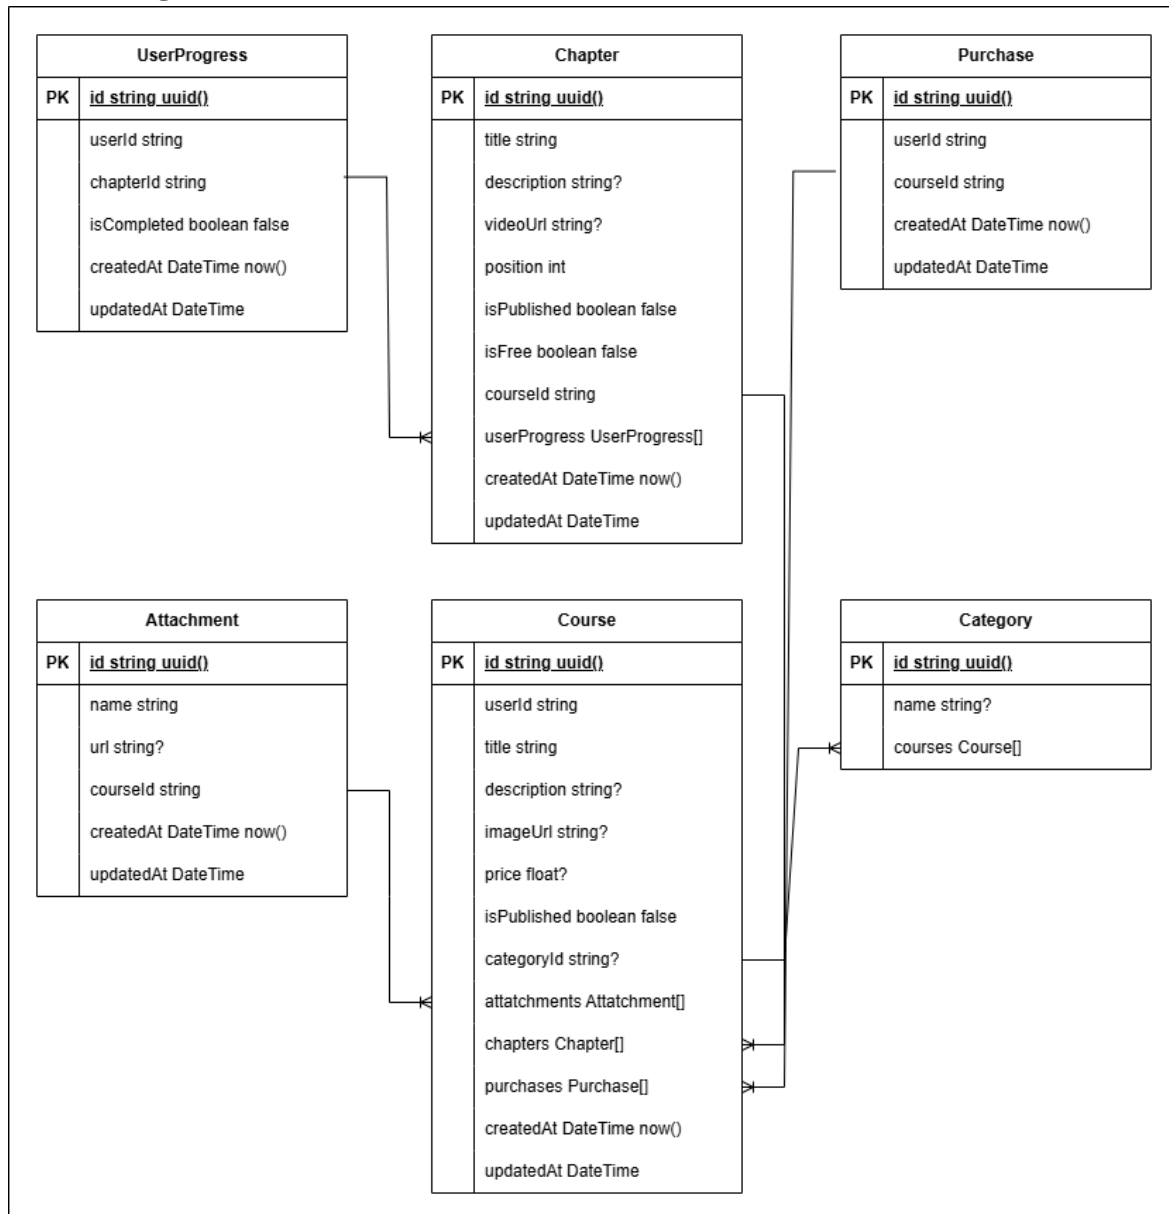 UserProgress
PK id string uuid()
userId string
chapterId string
isCompleted boolean false
createdAt DateTime now()
updatedAt DateTime
Chapter
PK id string uuid()
title string
description string?
videoUrl string?
position int
isPublished boolean false
isFree boolean false
courseId string
userProgress UserProgress[]
createdAt DateTime now()
updatedAt DateTime
Purchase
PK id string uuid()
userId string
courseId string
createdAt DateTime now()
updatedAt DateTime
Attachment
PK id string uuid()
name string
url string?
courseId string
createdAt DateTime now()
updatedAt DateTime
Course
PK id string uuid()
userId string
title string
description string?
imageUrl string?
price float?
isPublished boolean false
categoryId string?
attatchments Attatchment[]
chapters Chapter[]
purchases Purchase[]
createdAt DateTime now()
updatedAt DateTime
Category
PK id string uuid()
name string?
courses Course[]